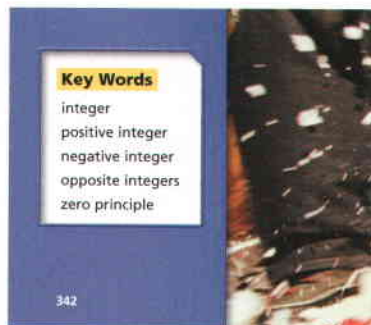 Key Words
integer
positive integer
negative integer
opposite integers
zero principle
342